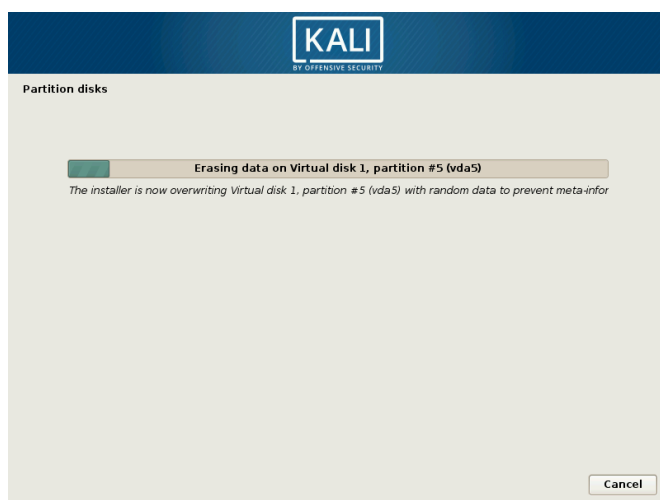 KALI
BY OFFENSIVE SECURITY
Partition disks
Erasing data on Virtual disk 1, partition #5 (vda5)
The installer is now overwriting Virtual disk 1, partition #5 (vda5) with random data to prevent meta-infor
Cancel